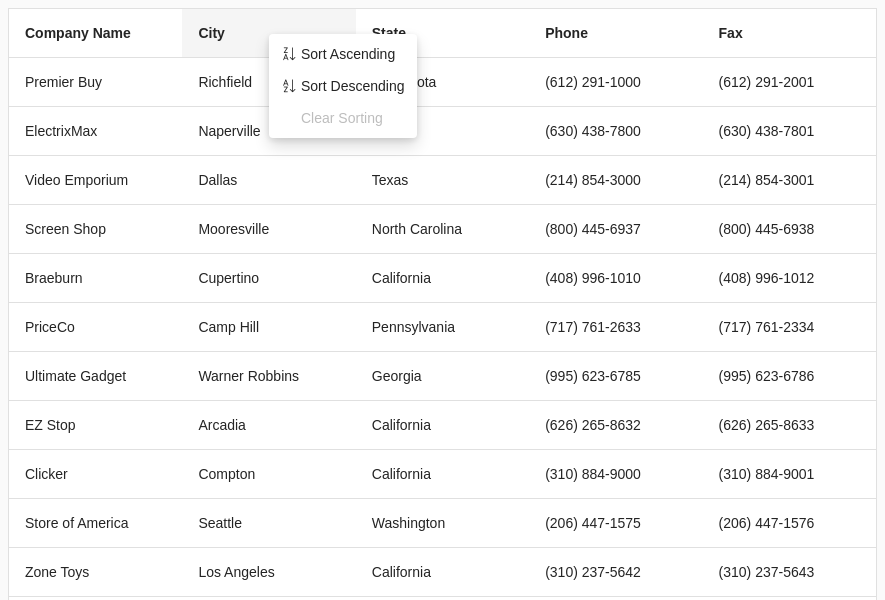 Company Name City State Phone Fax
Sort Ascending
Premier Buy Richfield ota (612) 291-1000 (612) 291-2001
Sort Descending
Clear Sorting
ElectrixMax Naperville (630) 438-7800 (630) 438-7801
Video Emporium Dallas Texas (214) 854-3000 (214) 854-3001
Screen Shop Mooresville North Carolina (800) 445-6937 (800) 445-6938
Braeburn Cupertino California (408) 996-1010 (408) 996-1012
PriceCo Camp Hill Pennsylvania (717) 761-2633 (717) 761-2334
Ultimate Gadget Warner Robbins Georgia (995) 623-6785 (995) 623-6786
EZ Stop Arcadia California (626) 265-8632 (626) 265-8633
Clicker Compton California (310) 884-9000 (310) 884-9001
Store of America Seattle Washington (206) 447-1575 (206) 447-1576
Zone Toys Los Angeles California (310) 237-5642 (310) 237-5643